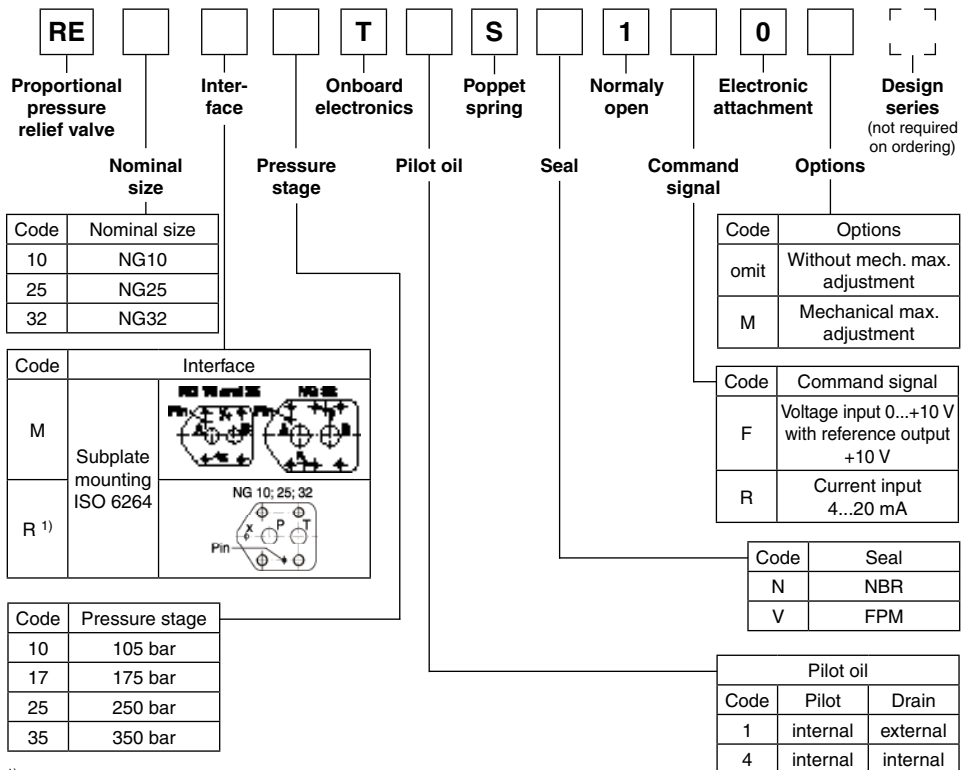 RE T S 1 0
Proportional
pressure
relief valve
Inter-
face
Onboard
electronics
Poppet
spring
Normaly
open
Electronic
attachment
Design
series
(not required
on ordering)
Nominal
size
Pressure
stage
Pilot oil
Seal
Command
signal
Options
Code Nominal size
10 NG10
25 NG25
32 NG32
Code Interface
M
Subplate
mounting
ISO 6264
Pin Pin
A B A B
R 1)
NG 10; 25; 32
X P T
Pin
Code Pressure stage
10 105 bar
17 175 bar
25 250 bar
35 350 bar
1)
Code Options
omit Without mech. max.
adjustment
M Mechanical max.
adjustment
Code Command signal
F Voltage input 0...+10 V
with reference output
+10 V
R Current input
4...20 mA
Code Seal
N NBR
V FPM
Pilot oil
Code Pilot Drain
1 internal external
4 internal internal